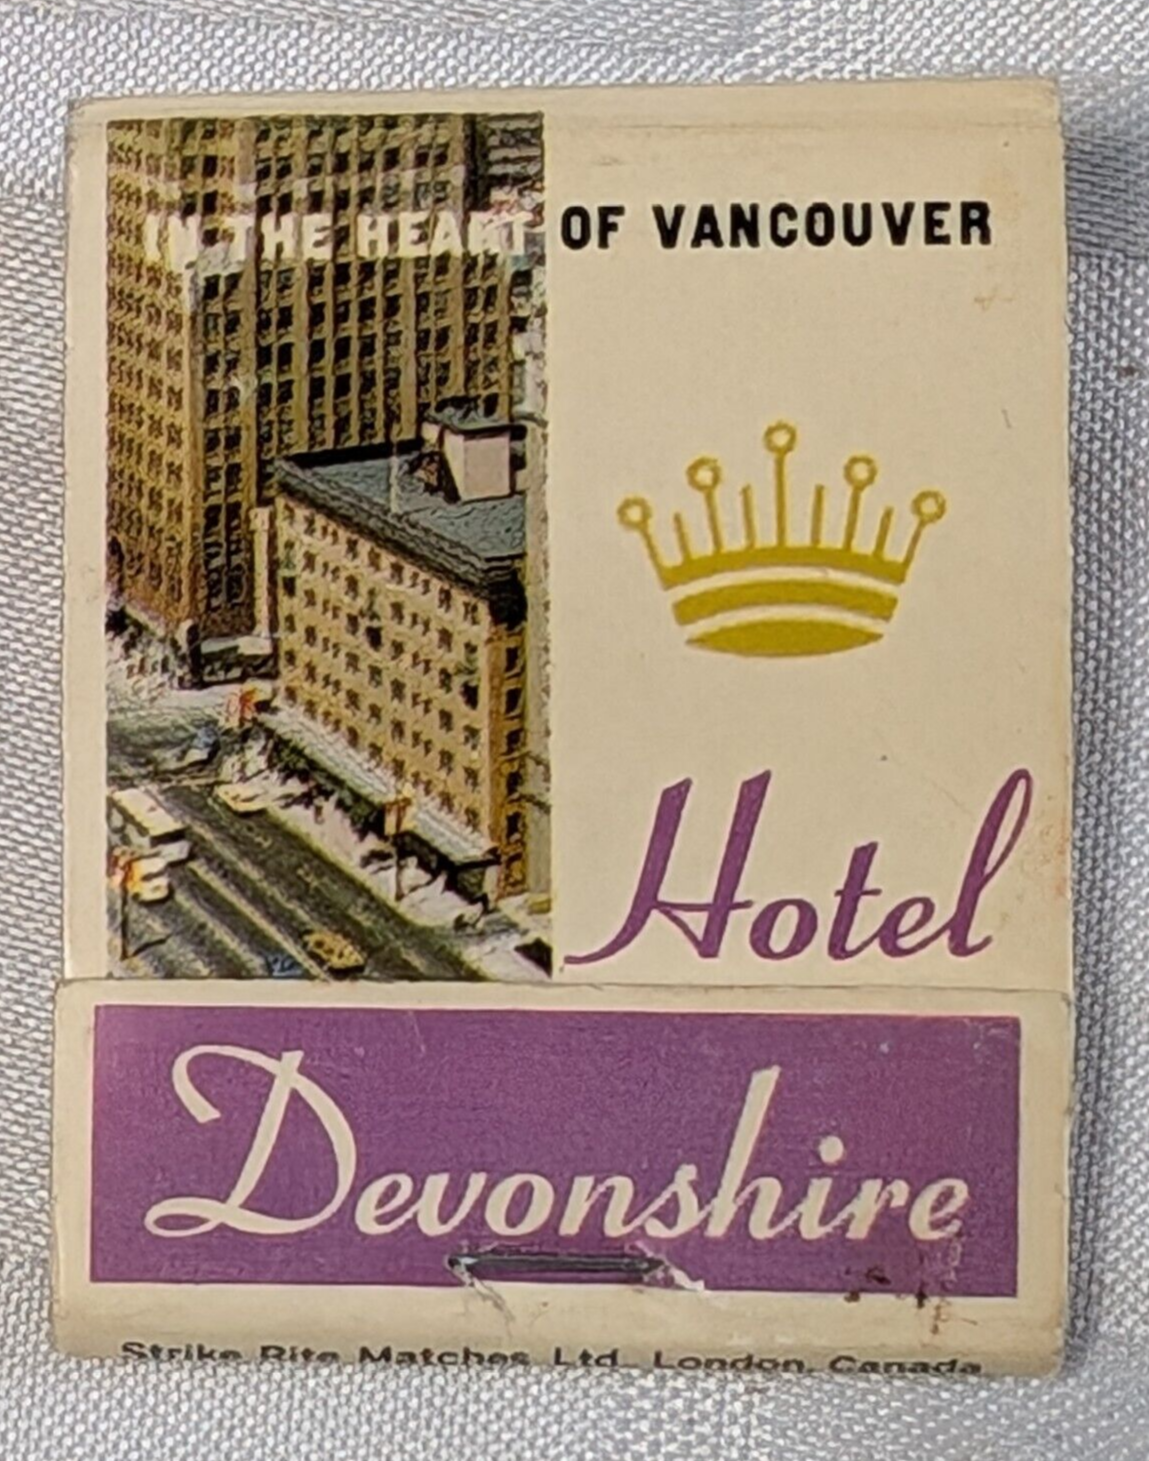 IN THE HEART OF VANCOUVER
Hotel
Devonshire
Strike Rite Matches Ltd. London, Canada